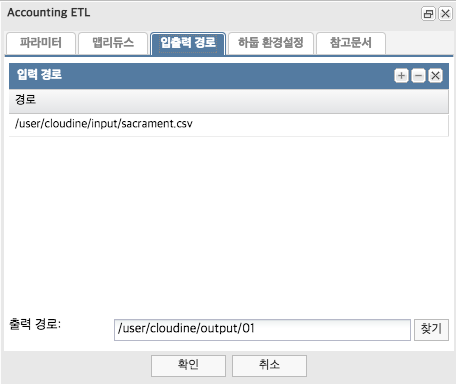 Accounting ETL
파라미터 맵리듀스 입출력 경로 하둡 환경설정 참고문서
입력 경로
경로
/user/cloudine/input/sacrament.csv
출력 경로: /user/cloudine/output/01 찾기
확인 취소